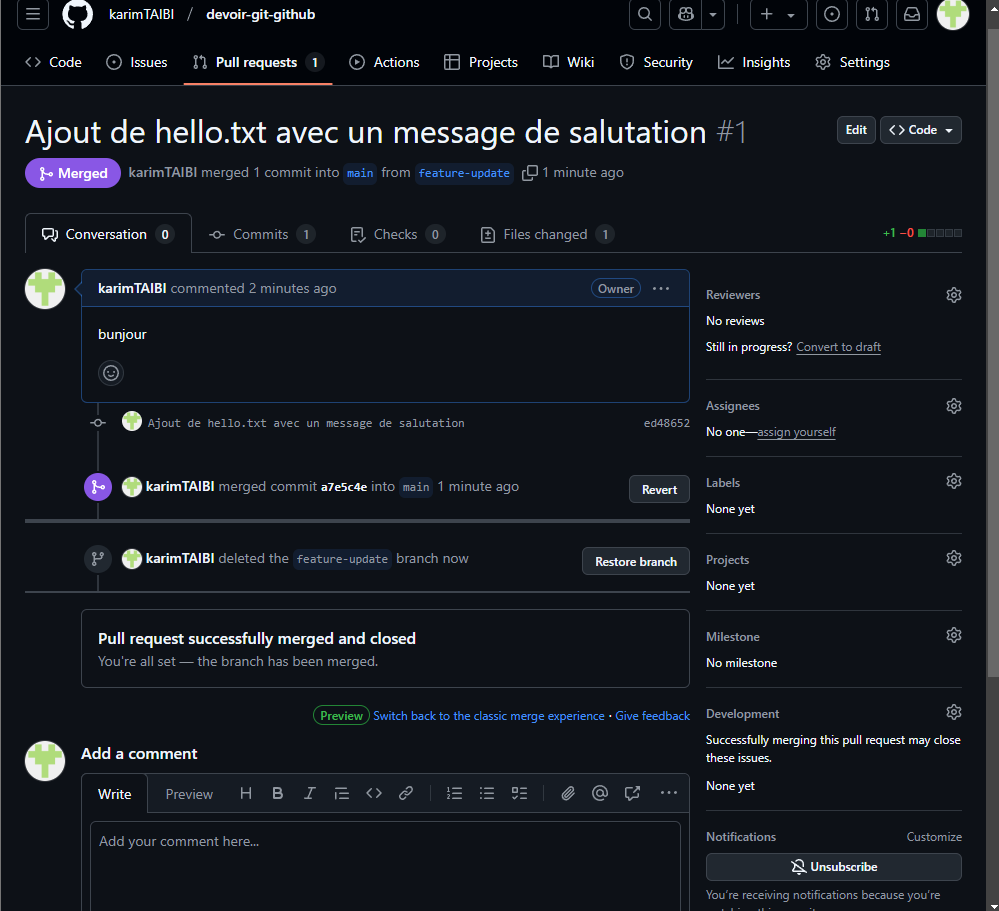 karimTAIBI / devoir-git-github
Code Issues Pull requests 1 Actions Projects Wiki Security Insights Settings
Ajout de hello.txt avec un message de salutation #1
Edit Code
Merged karimTAIBI merged 1 commit into main from feature-update 1 minute ago
Conversation 0 Commits 1 Checks 0 Files changed 1 +1 −0
karimTAIBI commented 2 minutes ago Owner
bunjour
Ajout de hello.txt avec un message de salutation ed48652
karimTAIBI merged commit a7e5c4e into main 1 minute ago Revert
karimTAIBI deleted the feature-update branch now Restore branch
Pull request successfully merged and closed
You're all set — the branch has been merged.
Preview Switch back to the classic merge experience · Give feedback
Add a comment
Write Preview
Add your comment here...
Reviewers
No reviews
Still in progress? Convert to draft
Assignees
No one—assign yourself
Labels
None yet
Projects
None yet
Milestone
No milestone
Development
Successfully merging this pull request may close
these issues.
None yet
Notifications Customize
Unsubscribe
You're receiving notifications because you're